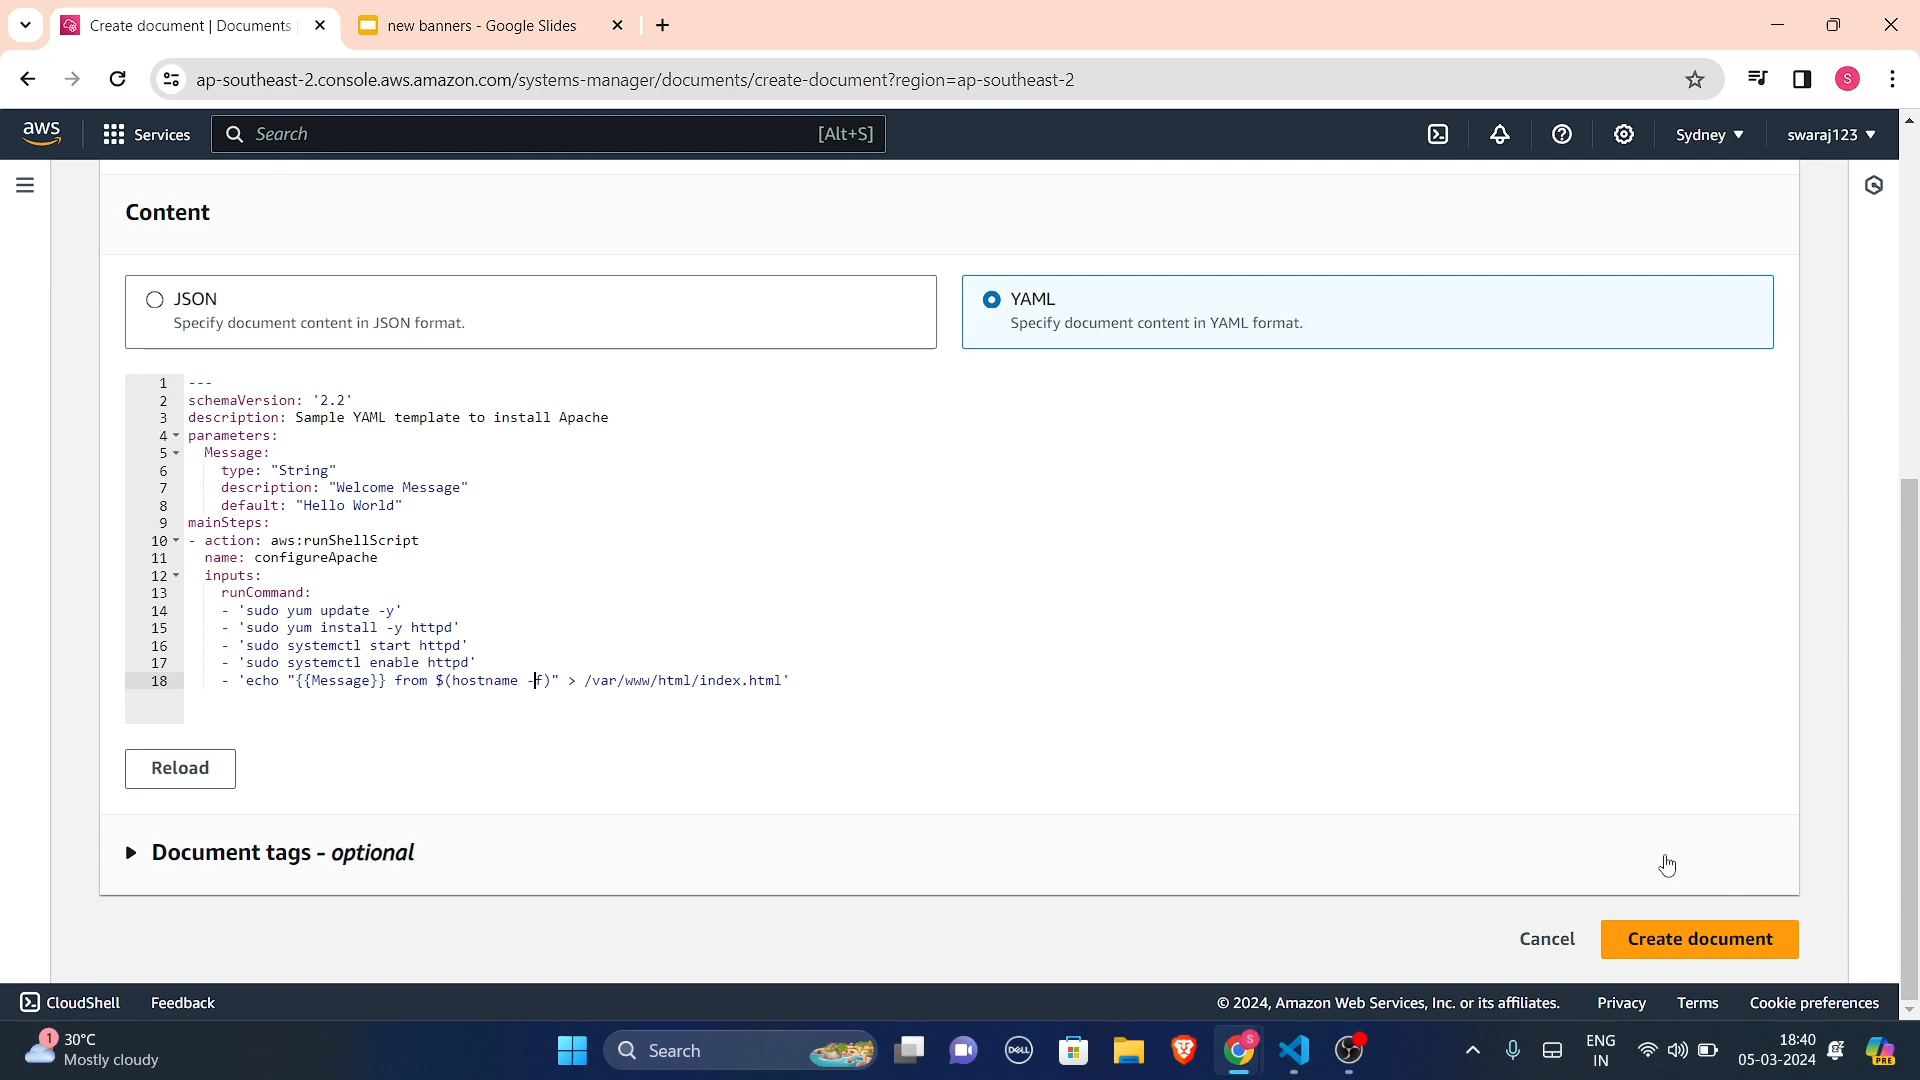 Create document | Documents
new banners - Google Slides
ap-southeast-2.console.aws.amazon.com/systems-manager/documents/create-document?region=ap-southeast-2
S
aws
Services
Search
[Alt+S]
Sydney
swaraj123
Content
JSON
Specify document content in JSON format.
YAML
Specify document content in YAML format.
1 ---
2 schemaVersion: '2.2'
3 description: Sample YAML template to install Apache
4 parameters:
5 Message:
6 type: "String"
7 description: "Welcome Message"
8 default: "Hello World"
9 mainSteps:
10 - action: aws:runShellScript
11 name: configureApache
12 inputs:
13 runCommand:
14 - 'sudo yum update -y'
15 - 'sudo yum install -y httpd'
16 - 'sudo systemctl start httpd'
17 - 'sudo systemctl enable httpd'
18 - 'echo "{{Message}} from $(hostname -f)" > /var/www/html/index.html'
Reload
Document tags - optional
Cancel
Create document
CloudShell
Feedback
© 2024, Amazon Web Services, Inc. or its affiliates.
Privacy
Terms
Cookie preferences
1
30°C
Mostly cloudy
Search
DELL
S
ENG
IN
18:40
05-03-2024
PRE